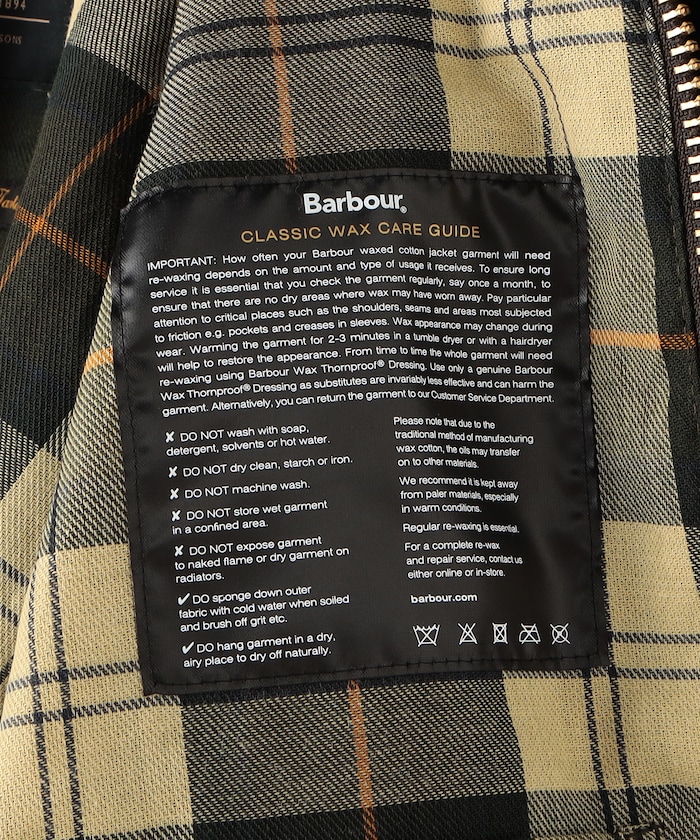 1894
SONS
Barbour®
CLASSIC WAX CARE GUIDE
IMPORTANT: How often your Barbour waxed cotton jacket garment will need
re-waxing depends on the amount and type of usage it receives. To ensure long
service it is essential that you check the garment regularly, say once a month, to
ensure that there are no dry areas where wax may have worn away. Pay particular
attention to critical places such as the shoulders, seams and areas most subjected
to friction e.g. pockets and creases in sleeves. Wax appearance may change during
wear. Warming the garment for 2-3 minutes in a tumble dryer or with a hairdryer
will help to restore the appearance. From time to time the whole garment will need
re-waxing using Barbour Wax Thornproof® Dressing. Use only a genuine Barbour
Wax Thornproof® Dressing as substitutes are invariably less effective and can harm the
garment. Alternatively, you can return the garment to our Customer Service Department.
✘ DO NOT wash with soap,
detergent, solvents or hot water.
✘ DO NOT dry clean, starch or iron.
✘ DO NOT machine wash.
✘ DO NOT store wet garment
in a confined area.
✘ DO NOT expose garment
to naked flame or dry garment on
radiators.
✔ DO sponge down outer
fabric with cold water when soiled
and brush off grit etc.
✔ DO hang garment in a dry,
airy place to dry off naturally.
Please note that due to the
traditional method of manufacturing
wax cotton, the oils may transfer
on to other materials.
We recommend it is kept away
from paler materials, especially
in warm conditions.
Regular re-waxing is essential.
For a complete re-wax
and repair service, contact us
either online or in-store.
barbour.com